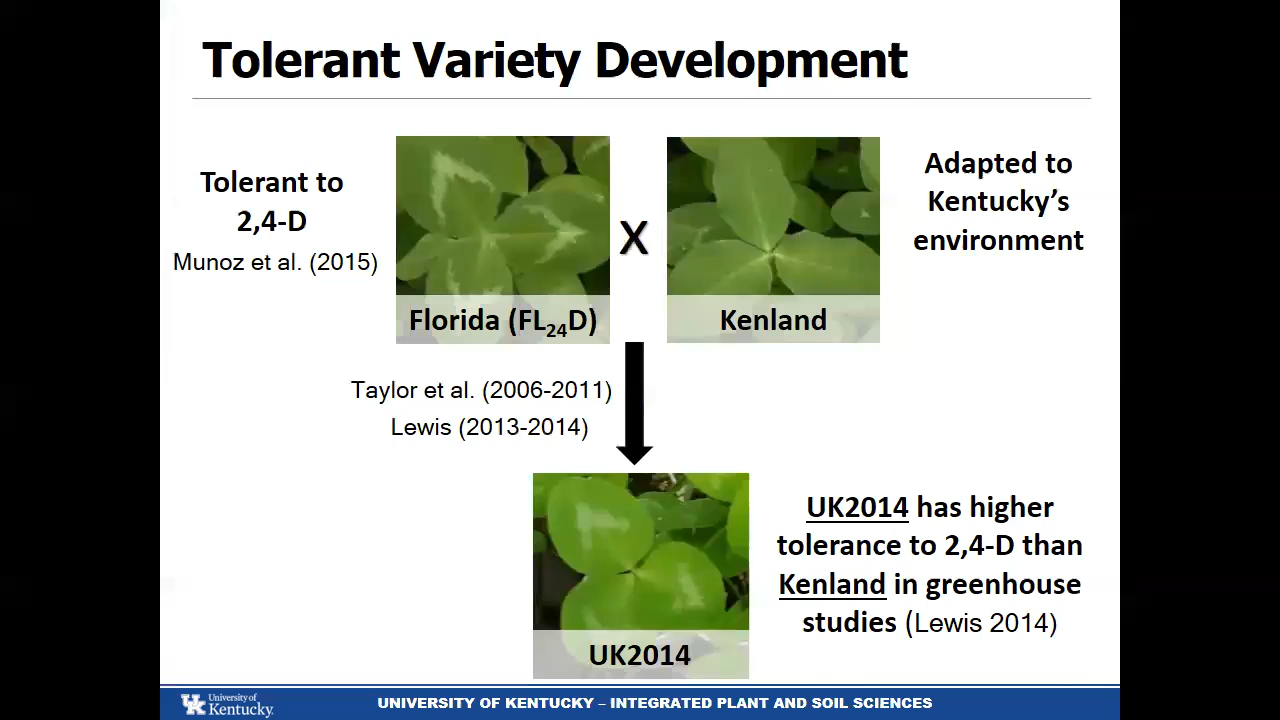 Tolerant Variety Development
Tolerant to
2,4-D
Munoz et al. (2015)
Florida (FL24D)
X
Kenland
Adapted to
Kentucky’s
environment
Taylor et al. (2006-2011)
Lewis (2013-2014)
UK2014
UK2014 has higher
tolerance to 2,4-D than
Kenland in greenhouse
studies (Lewis 2014)
UK University of
Kentucky.
UNIVERSITY OF KENTUCKY – INTEGRATED PLANT AND SOIL SCIENCES